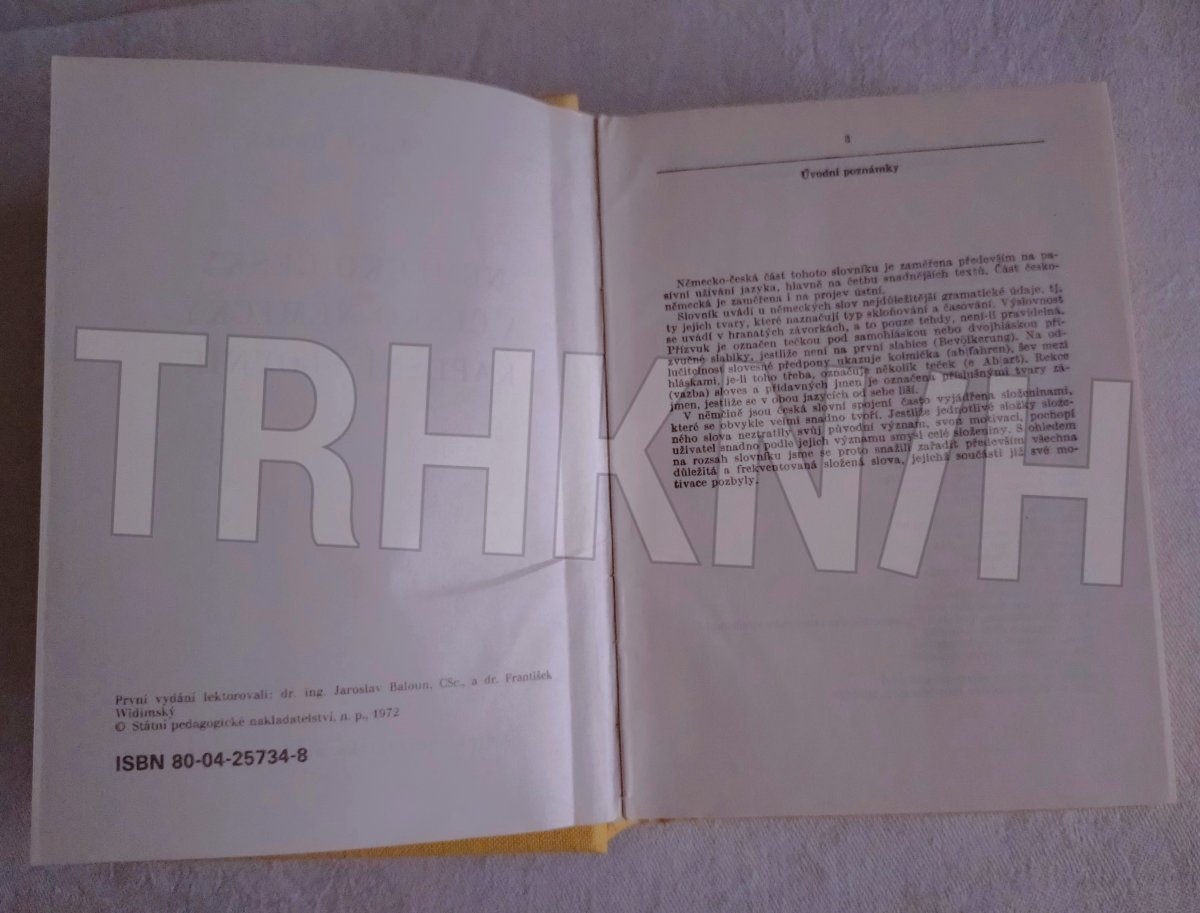 První vydání lektorovali: dr. ing. Jaroslav Baloun, CSc., a dr. František
Widimský
© Státní pedagogické nakladatelství, n. p., 1972
ISBN 80-04-25734-8
Úvodní poznámky
Německo-česká část tohoto slovníku je zaměřena především na pa-
sívní užívání jazyka, hlavně na četbu snadnějších textů. Část česko-
německá je zaměřena i na projev ústní.
Slovník uvádí u německých slov nejdůležitější gramatické údaje, tj.
ty jejich tvary, které naznačují typ skloňování a časování. Výslovnost
se uvádí v hranatých závorkách, a to pouze tehdy, není-li pravidelná.
Přízvuk je označen tečkou pod samohláskou nebo dvojhláskou pří-
zvučné slabiky, jestliže není na první slabice (Bevölkerung). Na od-
lučitelnost slovesné předpony ukazuje kolmička (ab|fahren), šev mezi
hláskami, je-li toho třeba, označuje několik teček (e Ab⁞art). Rekce
(vazba) sloves a přídavných jmen je označena příslušnými tvary zá-
jmen, jestliže se v obou jazycích od sebe liší.
V němčině jsou česká slovní spojení často vyjádřena složeninami,
které se obvykle velmi snadno tvoří. Jestliže jednotlivé složky slože-
ného slova neztratily svůj původní význam, svou motivaci, pochopí
uživatel snadno podle jejich významu smysl celé složeniny. S ohledem
na rozsah slovníku jsme se proto snažili zařadit především všechna
důležitá a frekventovaná složená slova, jejichž součásti již své mo-
tivace pozbyly.
TRHKNIH